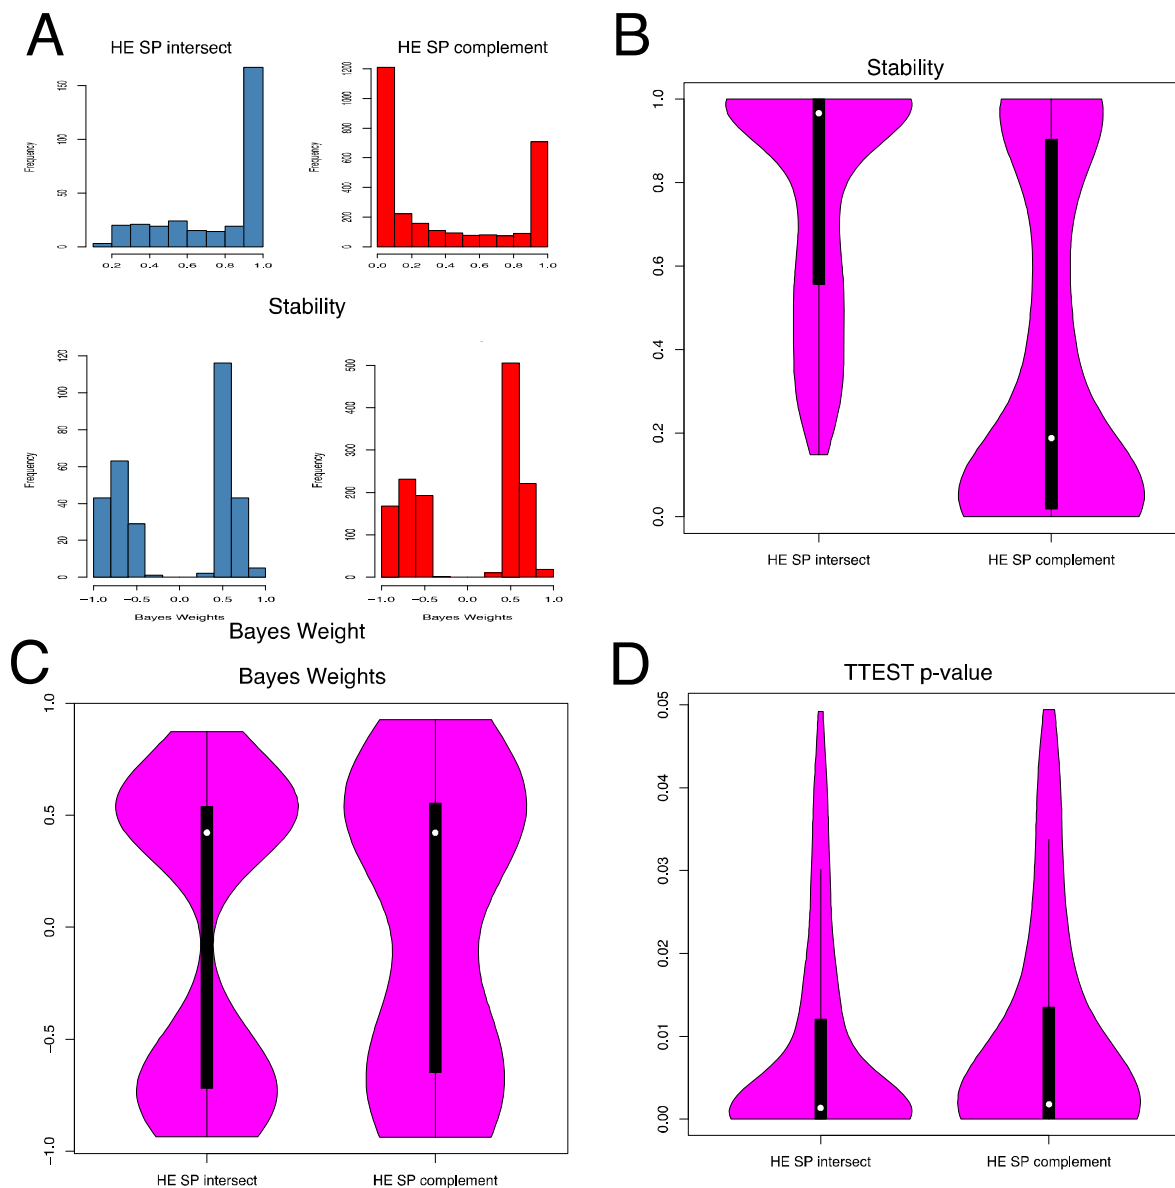 A
HE SP intersect
HE SP complement
Frequency
0
50
100
150
0.2
0.4
0.6
0.8
1.0
Frequency
0
200
400
600
800
1000
1200
0.0
0.2
0.4
0.6
0.8
1.0
Stability
Frequency
0
20
40
60
80
100
120
−1.0
−0.5
0.0
0.5
1.0
Bayes Weights
Frequency
0
100
200
300
400
500
−1.0
−0.5
0.0
0.5
1.0
Bayes Weights
Bayes Weight
B
Stability
0.0
0.2
0.4
0.6
0.8
1.0
HE SP intersect
HE SP complement
C
Bayes Weights
−1.0
−0.5
0.0
0.5
1.0
HE SP intersect
HE SP complement
D
TTEST p-value
0.00
0.01
0.02
0.03
0.04
0.05
HE SP intersect
HE SP complement